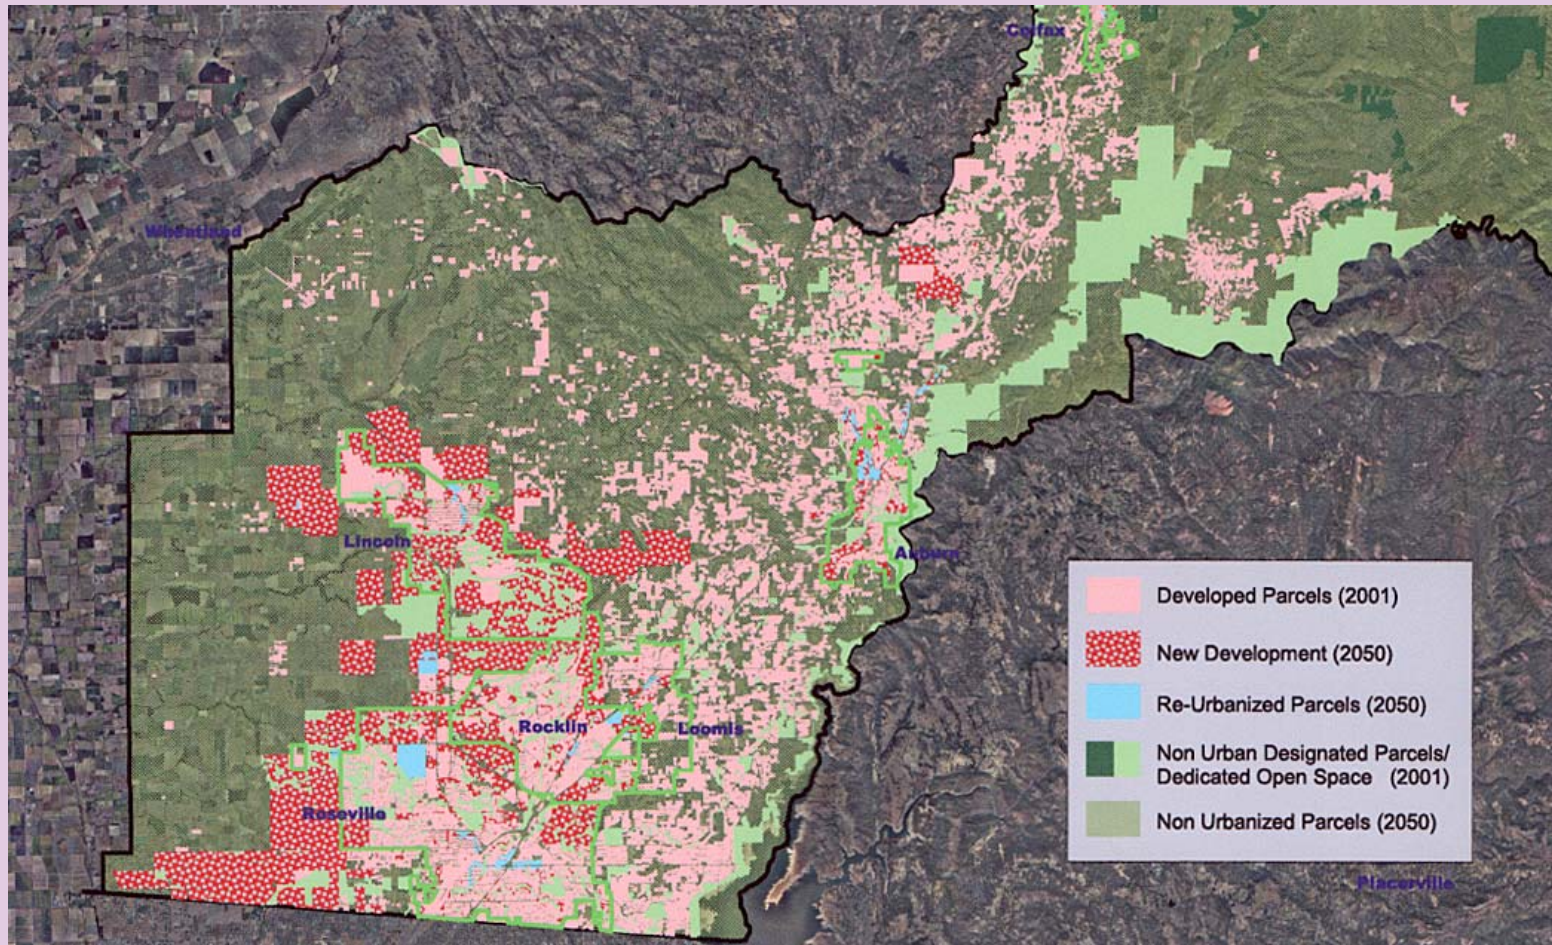 Colfax
Wheatland
Lincoln
Auburn
Rocklin
Loomis
Roseville
Placerville
Developed Parcels (2001)
New Development (2050)
Re-Urbanized Parcels (2050)
Non Urban Designated Parcels/
Dedicated Open Space (2001)
Non Urbanized Parcels (2050)